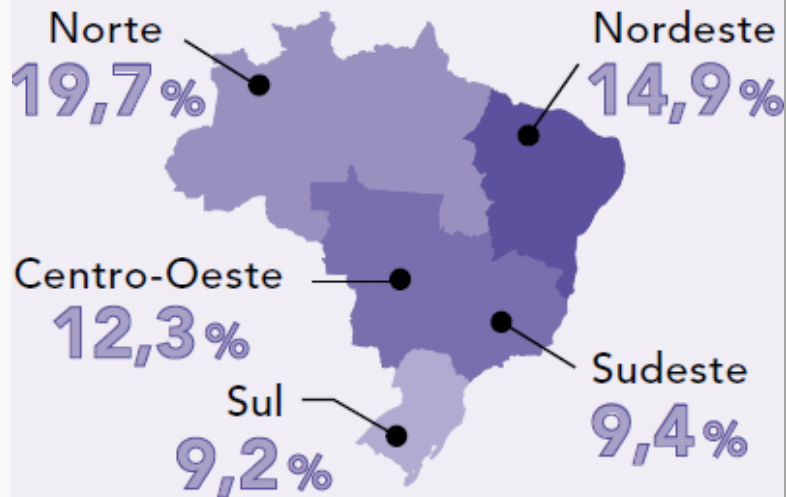 Norte
19,7%
Nordeste
14,9%
Centro-Oeste
12,3%
Sudeste
9,4%
Sul
9,2%